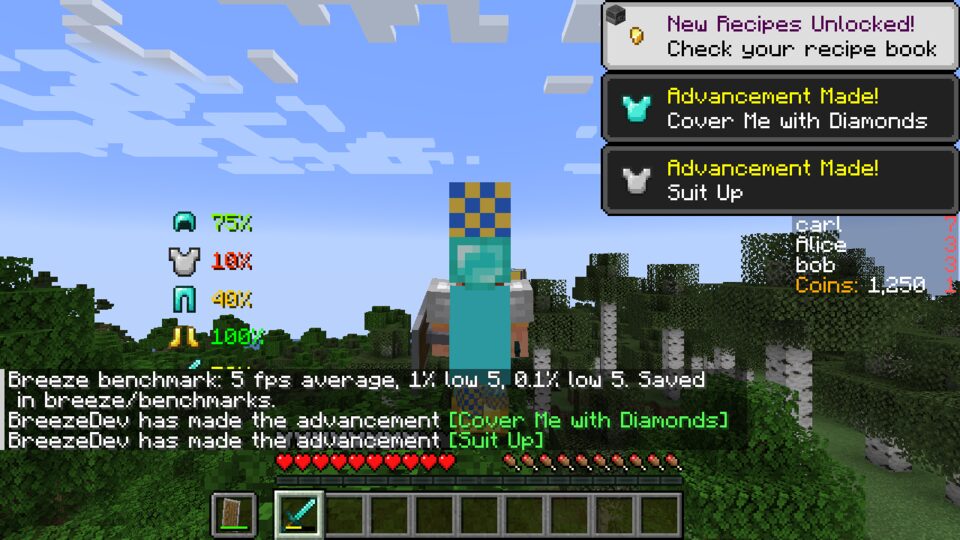 New Recipes Unlocked!
Check your recipe book
Advancement Made!
Cover Me with Diamonds
Advancement Made!
Suit Up
carl
Alice
bob
Coins: 1,250
75%
10%
40%
100%
Breeze benchmark: 5 fps average, 1% low 5, 0.1% low 5. Saved
in breeze/benchmarks.
BreezeDev has made the advancement [Cover Me with Diamonds]
BreezeDev has made the advancement [Suit Up]